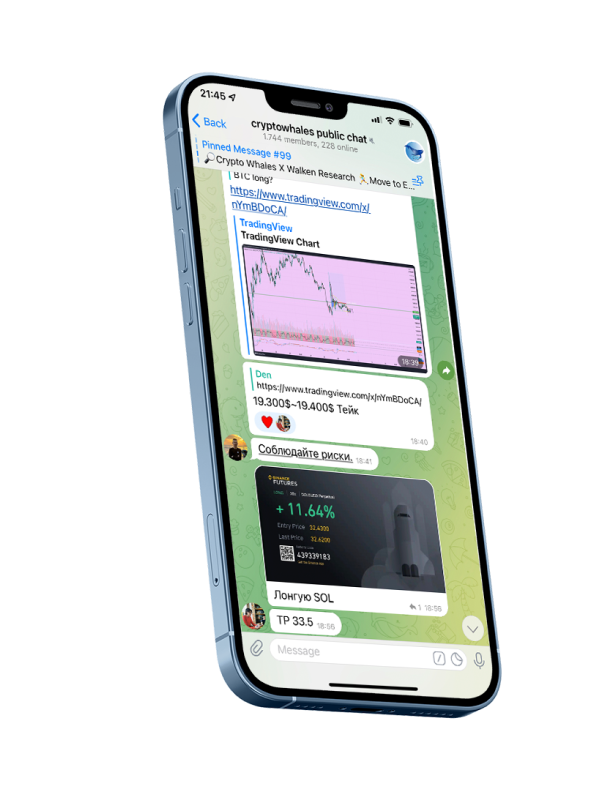 21:45
Back
cryptowhales public chat
1.744 members, 228 online
Pinned Message #99
Crypto Whales X Walken Research 🏃 Move to E...
BTC long?
https://www.tradingview.com/x/
nYmBDoCA/
TradingView
TradingView Chart
18:39
Den
https://www.tradingview.com/x/nYmBDoCA/
19.300$~19.400$ Тейк
18:40
Соблюдайте риски. 18:41
BINANCE
FUTURES
+ 11.64%
Entry Price 32.4300
Last Price 32.6200
439339183
Лонгую SOL
1 18:56
TP 33.5 18:56
Message